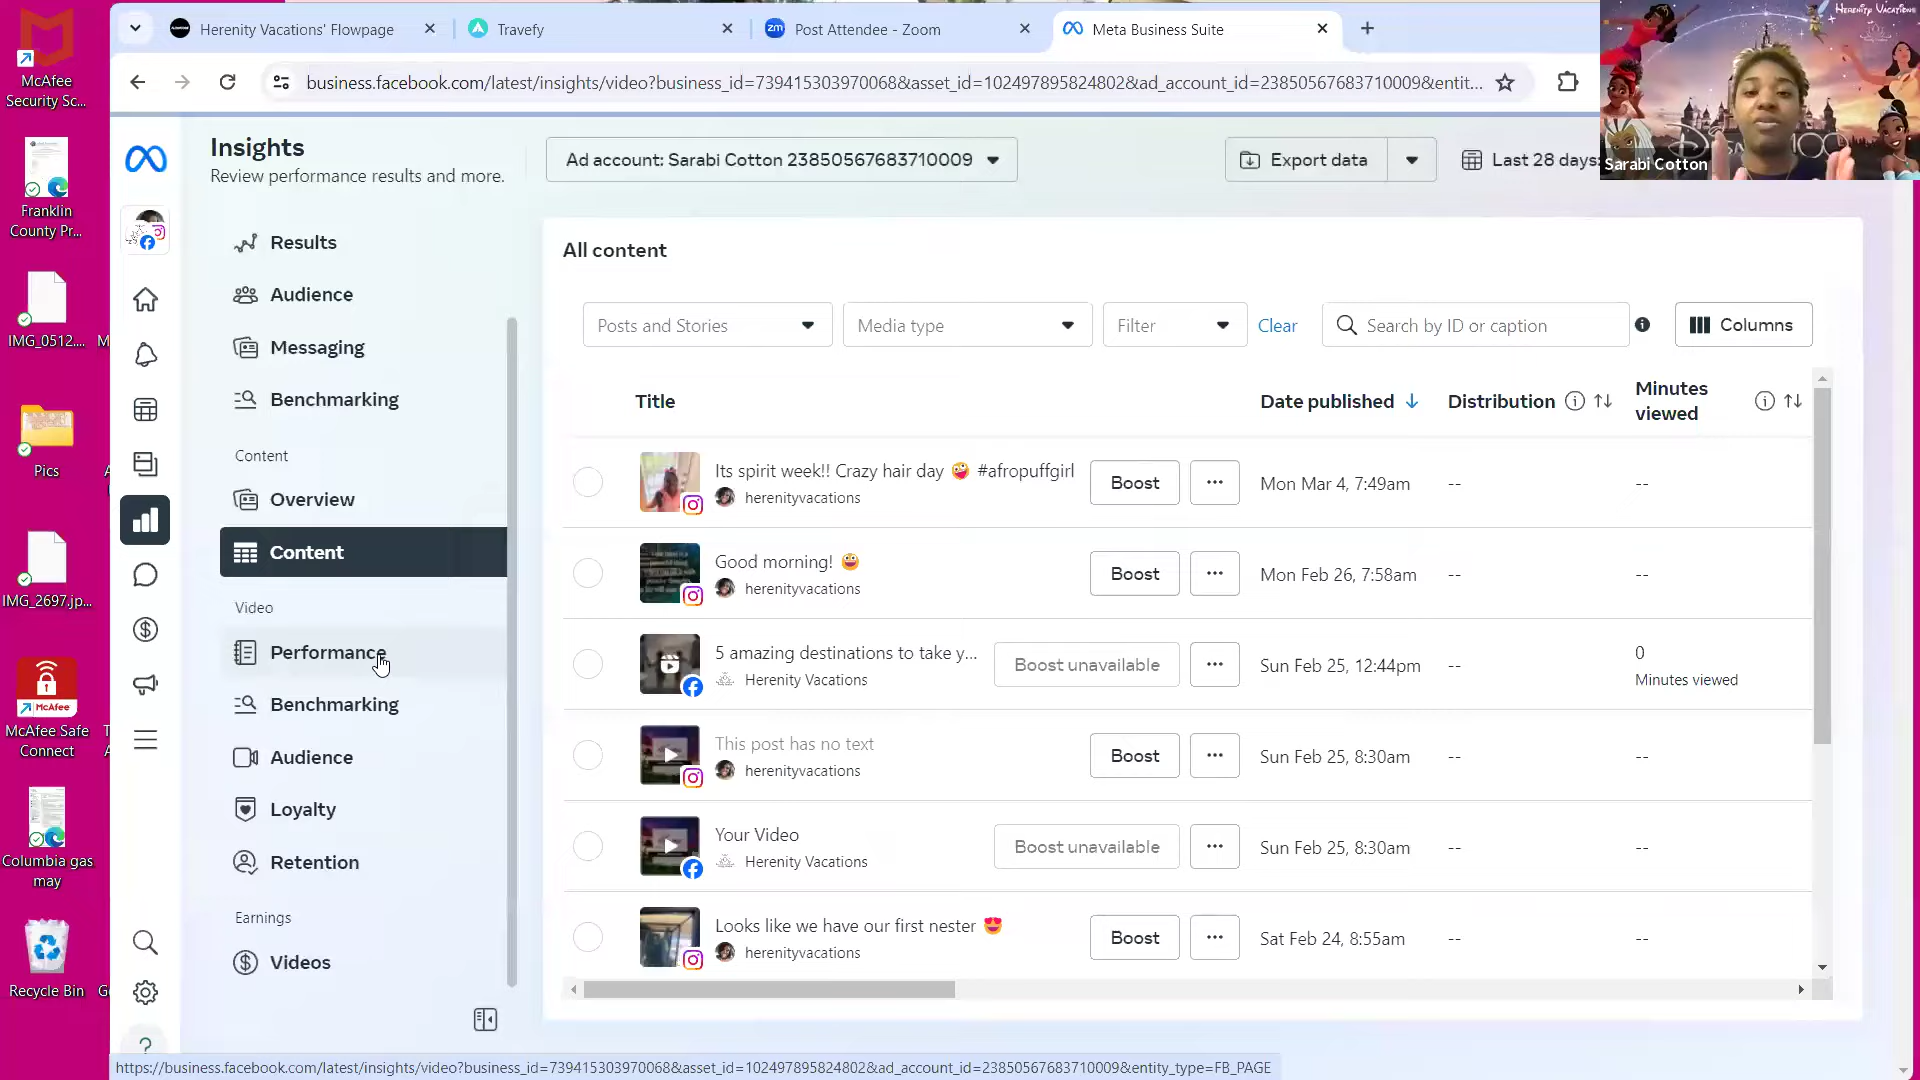 Herenity Vacations' Flowpage
Travefy
zm
Post Attendee - Zoom
Meta Business Suite
business.facebook.com/latest/insights/video?business_id=739415303970068&asset_id=102497895824802&ad_account_id=23850567683710009&entit...
McAfee
Security Sc...
Franklin
County Pr...
IMG_0512....
M
Pics
IMG_2697.jp...
McAfee
McAfee Safe
Connect
Columbia gas
may
Recycle Bin
Insights
Review performance results and more.
Ad account: Sarabi Cotton 23850567683710009
Export data
Last 28 days:
HERENITY VACATIONS
Sarabi Cotton
Results
Audience
Messaging
Benchmarking
Content
Overview
Content
Video
Performance
Benchmarking
Audience
Loyalty
Retention
Earnings
Videos
All content
Posts and Stories
Media type
Filter
Clear
Search by ID or caption
Columns
Title
Date published
Distribution
Minutes
viewed
Its spirit week!! Crazy hair day 🤪 #afropuffgirl
herenityvacations
Boost
...
Mon Mar 4, 7:49am
--
--
Good morning! 😀
herenityvacations
Boost
...
Mon Feb 26, 7:58am
--
--
5 amazing destinations to take y...
Herenity Vacations
Boost unavailable
...
Sun Feb 25, 12:44pm
--
0
Minutes viewed
This post has no text
herenityvacations
Boost
...
Sun Feb 25, 8:30am
--
--
Your Video
Herenity Vacations
Boost unavailable
...
Sun Feb 25, 8:30am
--
--
Looks like we have our first nester 😍
herenityvacations
Boost
...
Sat Feb 24, 8:55am
--
--
https://business.facebook.com/latest/insights/video?business_id=739415303970068&asset_id=102497895824802&ad_account_id=23850567683710009&entity_type=FB_PAGE